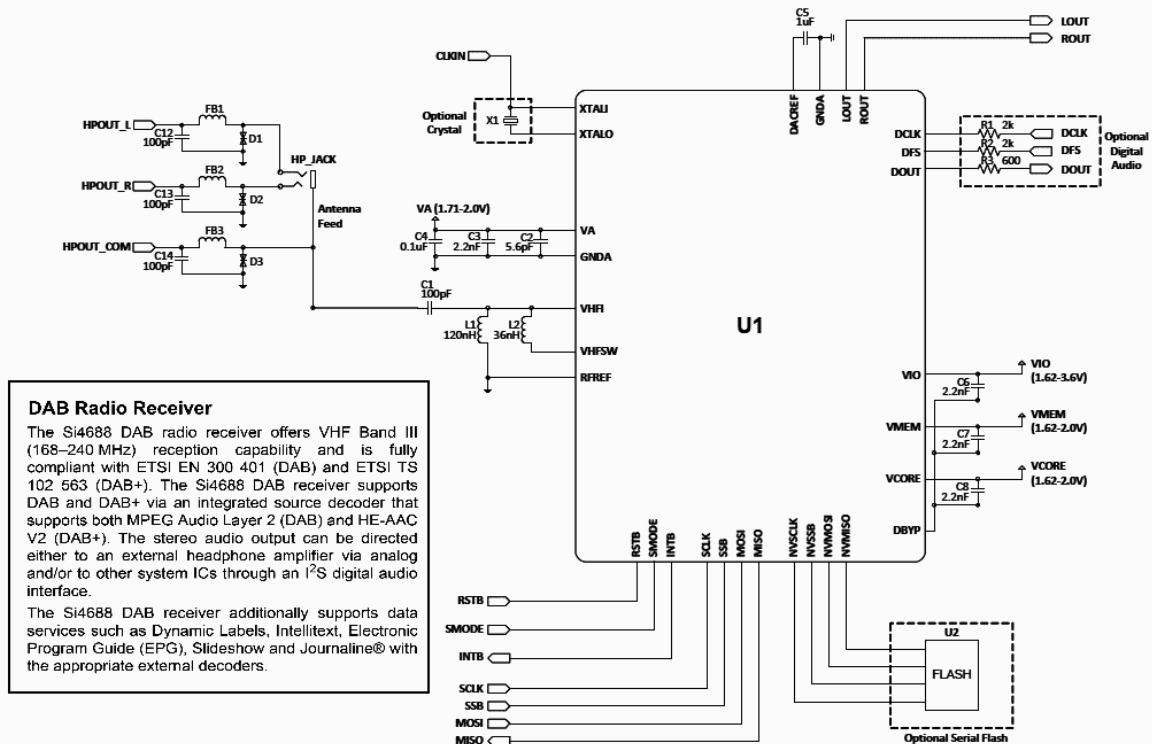 C5
1uF
LOUT
ROUT
CLKIN
Optional
Crystal
X1
XTALI
XTALO
DACREF
GNDA
LOUT
ROUT
DCLK
DFS
DOUT
R1 2k
R2 2k
R3 600
DCLK
DFS
DOUT
Optional
Digital
Audio
HPOUT_L
FB1
C12
100pF
D1
HP_JACK
HPOUT_R
FB2
C13
100pF
D2
Antenna
Feed
HPOUT_COM
FB3
C14
100pF
D3
VA (1.71-2.0V)
C4
0.1uF
C3
2.2nF
C2
5.6pF
VA
GNDA
C1
100pF
L1
120nH
L2
36nH
VHFI
VHFSW
RFREF
U1
VIO
VMEM
VCORE
DBYP
C6
2.2nF
C7
2.2nF
C8
2.2nF
VIO
(1.62-3.6V)
VMEM
(1.62-2.0V)
VCORE
(1.62-2.0V)
DAB Radio Receiver
The Si4688 DAB radio receiver offers VHF Band III
(168–240 MHz) reception capability and is fully
compliant with ETSI EN 300 401 (DAB) and ETSI TS
102 563 (DAB+). The Si4688 DAB receiver supports
DAB and DAB+ via an integrated source decoder that
supports both MPEG Audio Layer 2 (DAB) and HE-AAC
V2 (DAB+). The stereo audio output can be directed
either to an external headphone amplifier via analog
and/or to other system ICs through an I²S digital audio
interface.
The Si4688 DAB receiver additionally supports data
services such as Dynamic Labels, Intellitext, Electronic
Program Guide (EPG), Slideshow and Journaline® with
the appropriate external decoders.
RSTB
SMODE
INTB
SCLK
SSB
MOSI
MISO
NVSCLK
NVSSB
NVMOSI
NVMISO
RSTB
SMODE
INTB
SCLK
SSB
MOSI
MISO
U2
FLASH
Optional Serial Flash